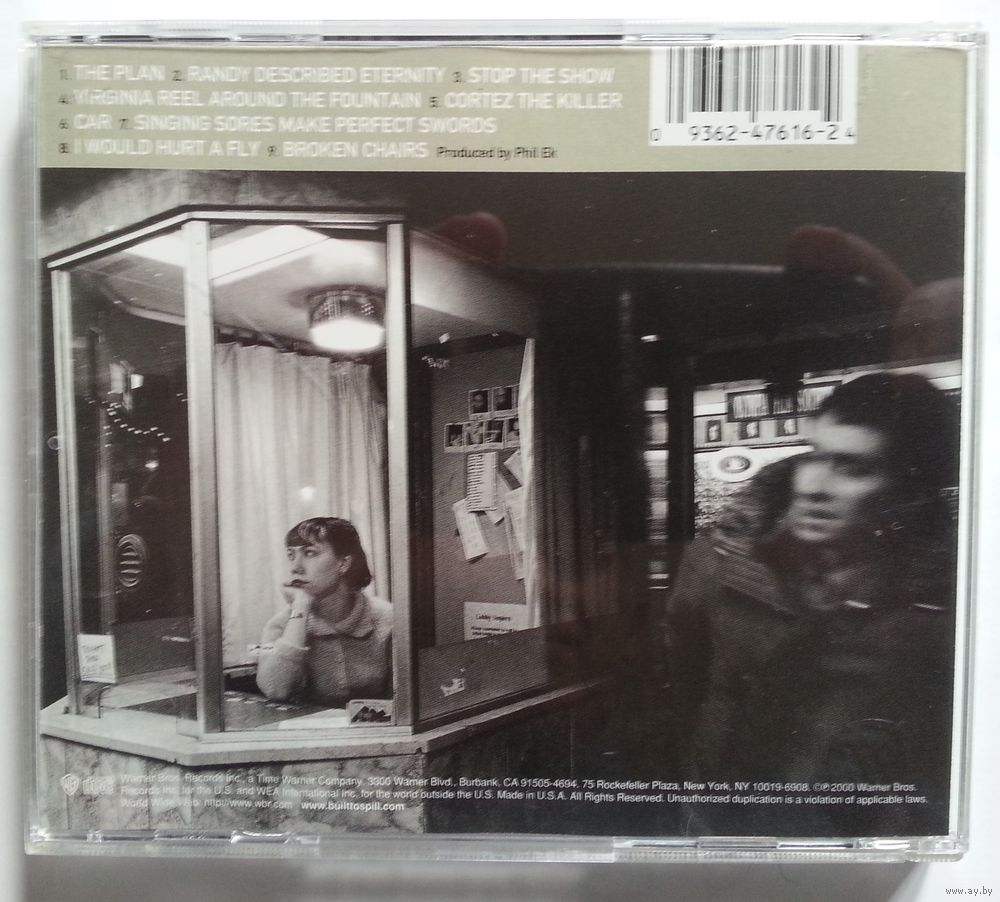 1. THE PLAN 2. RANDY DESCRIBED ETERNITY 3. STOP THE SHOW
4. VIRGINIA REEL AROUND THE FOUNTAIN 5. CORTEZ THE KILLER
6. CAR 7. SINGING SORES MAKE PERFECT SWORDS
8. I WOULD HURT A FLY 9. BROKEN CHAIRS Produced by Phil Ek
0 9362-47616-2 4
Warner Bros. Records Inc., a Time Warner Company, 3300 Warner Blvd., Burbank, CA 91505-4694. 75 Rockefeller Plaza, New York, NY 10019-6908. ©℗ 2000 Warner Bros.
Records Inc. for the U.S. and WEA International Inc. for the world outside the U.S. Made in U.S.A. All Rights Reserved. Unauthorized duplication is a violation of applicable laws.
World Wide Web: http://www.wbr.com www.builttospill.com
www.ay.by